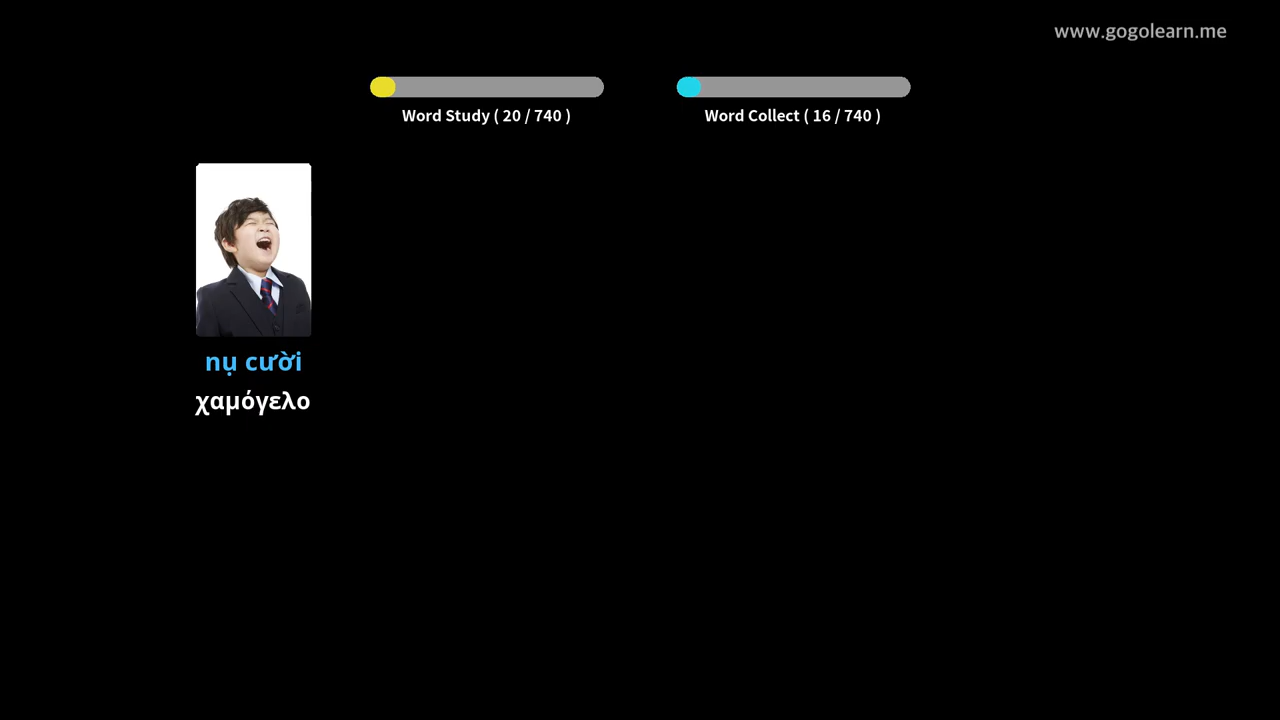 www.gogolearn.me
Word Study ( 20 / 740 )
Word Collect ( 16 / 740 )
nụ cười
χαμόγελο